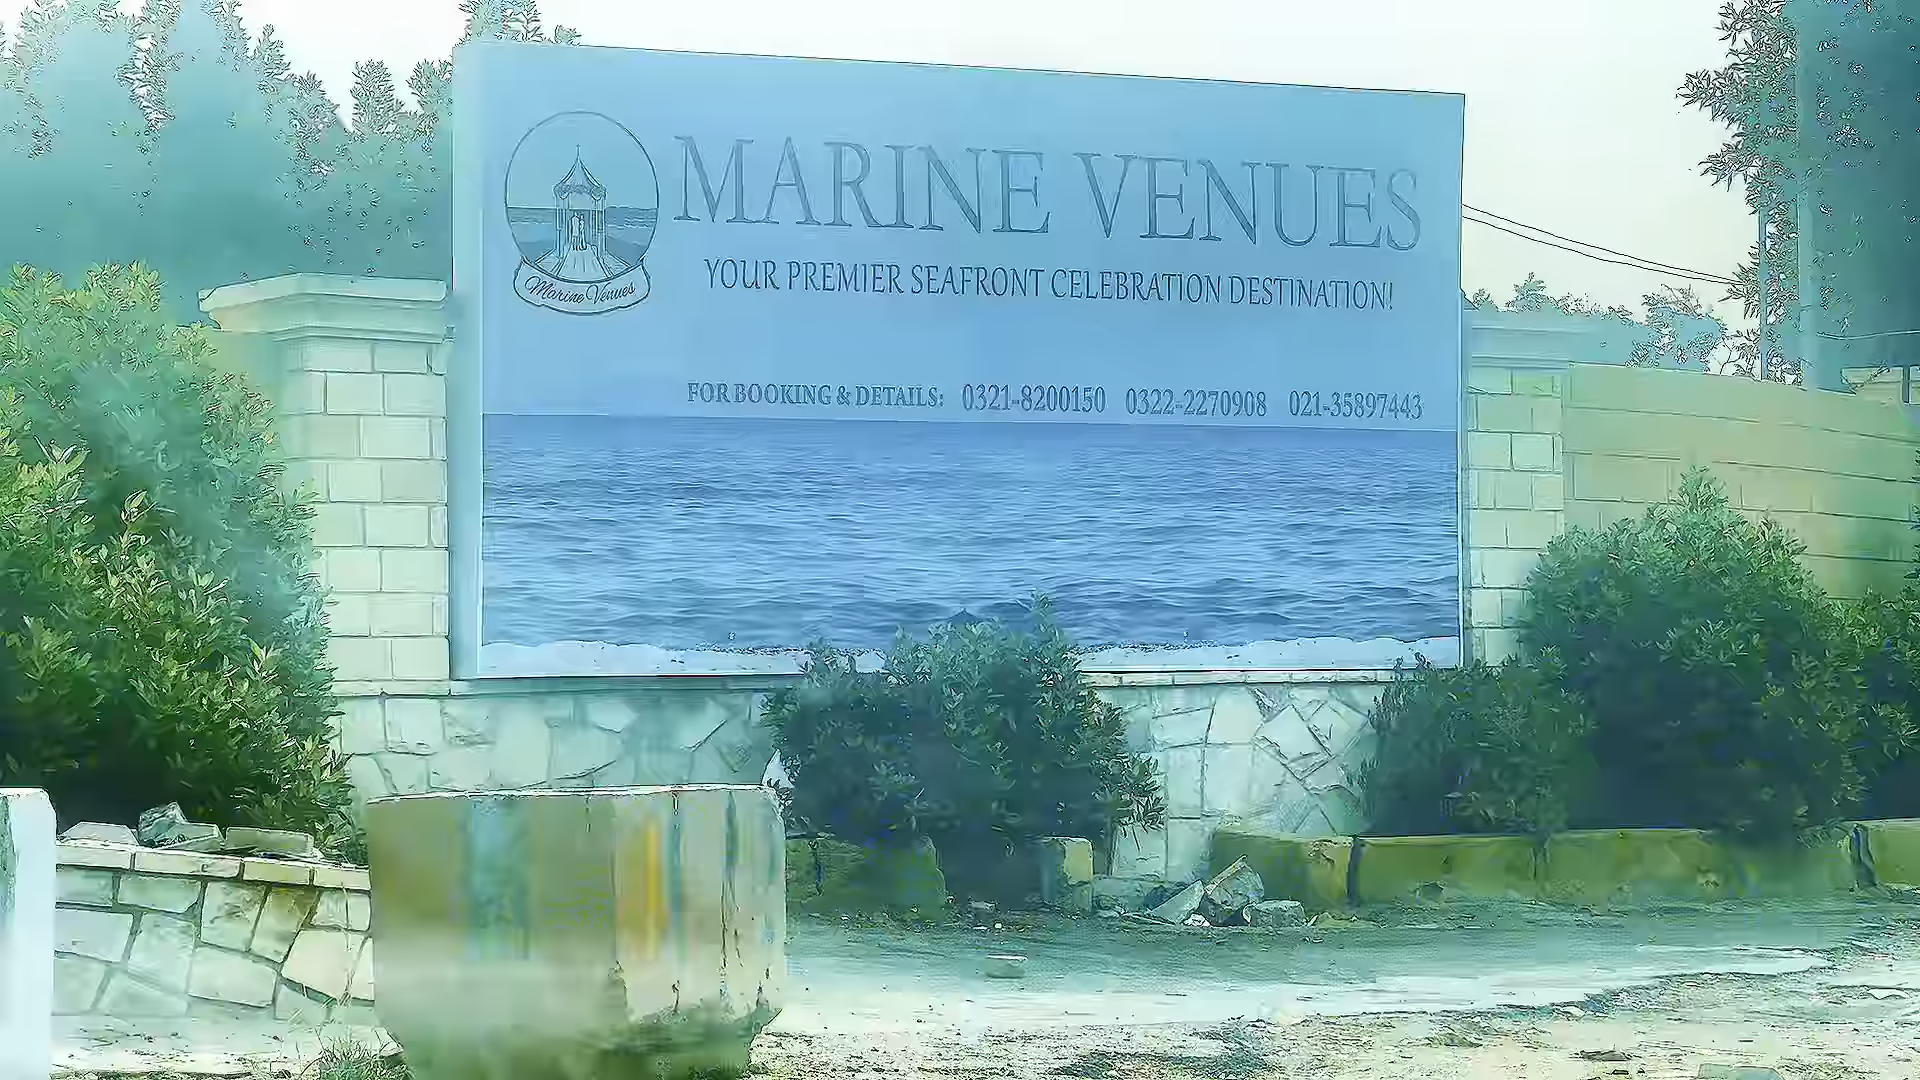 MARINE VENUES
Marine Venues
YOUR PREMIER SEAFRONT CELEBRATION DESTINATION!
FOR BOOKING & DETAILS: 0321-8200150 0322-2270908 021-35897443